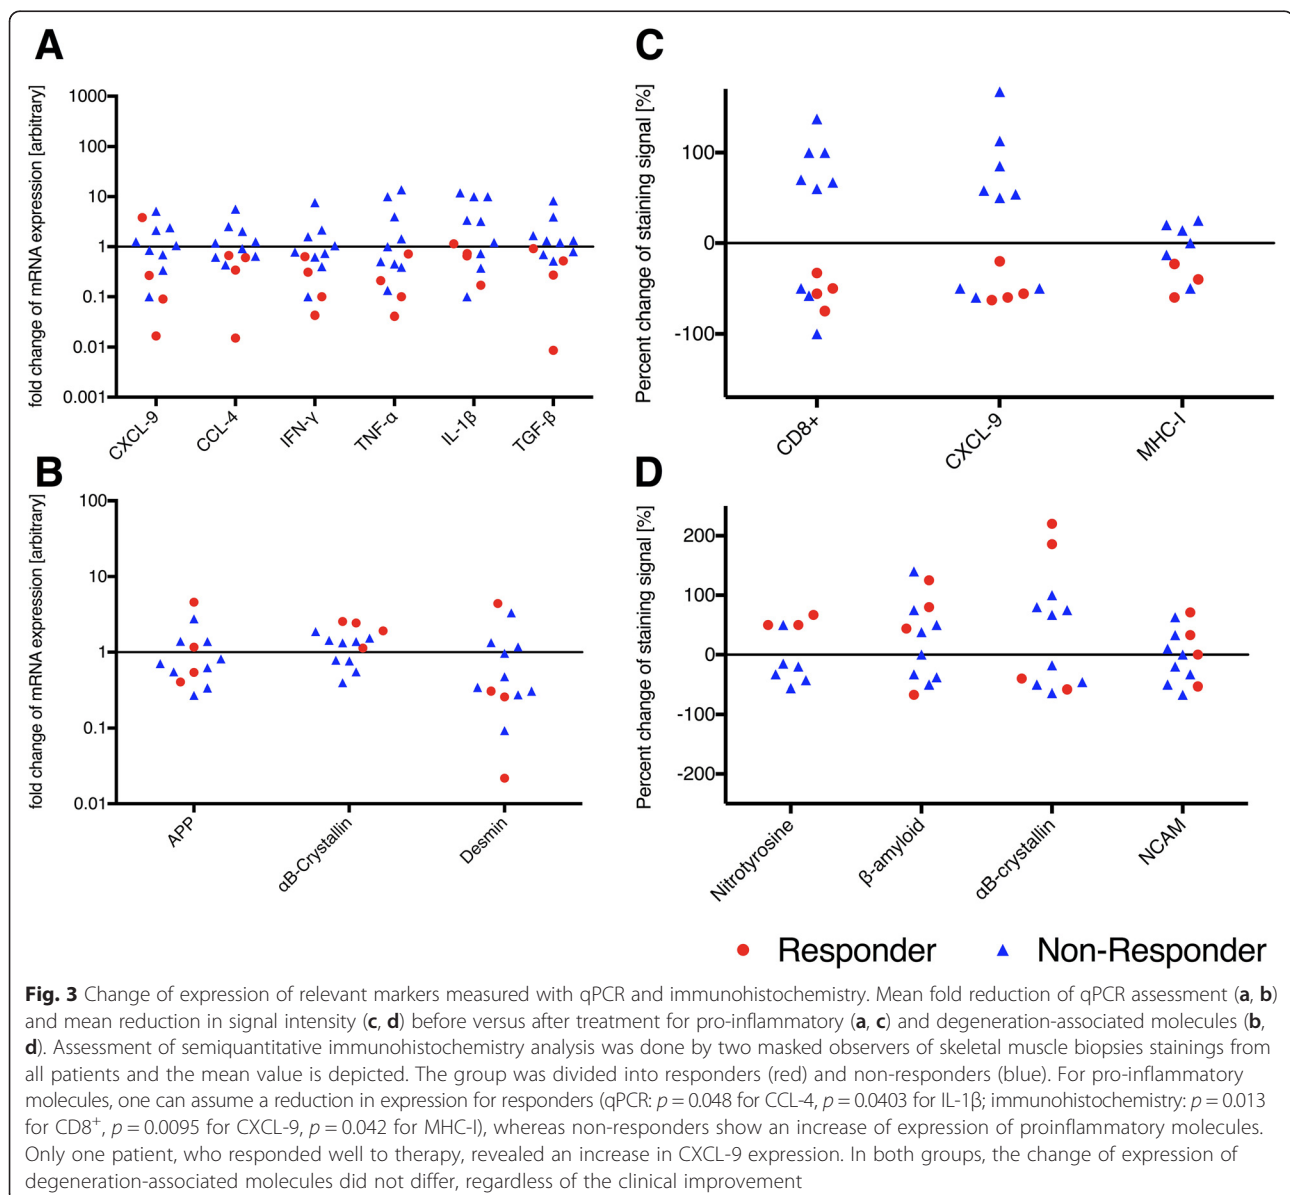 A
fold change of mRNA expression [arbitrary]
1000
100
10
1
0.1
0.01
0.001
CXCL-9
CCL-4
IFN-γ
TNF-α
IL-1β
TGF-β
C
Percent change of staining signal [%]
100
0
-100
CD8+
CXCL-9
MHC-I
B
fold change of mRNA expression [arbitrary]
100
10
1
0.1
0.01
APP
αB-Crystallin
Desmin
D
Percent change of staining signal [%]
200
100
0
-100
-200
Nitrotyrosine
β-amyloid
αB-crystallin
NCAM
Responder
Non-Responder
Fig. 3 Change of expression of relevant markers measured with qPCR and immunohistochemistry. Mean fold reduction of qPCR assessment (a, b)
and mean reduction in signal intensity (c, d) before versus after treatment for pro-inflammatory (a, c) and degeneration-associated molecules (b,
d). Assessment of semiquantitative immunohistochemistry analysis was done by two masked observers of skeletal muscle biopsies stainings from
all patients and the mean value is depicted. The group was divided into responders (red) and non-responders (blue). For pro-inflammatory
molecules, one can assume a reduction in expression for responders (qPCR: p = 0.048 for CCL-4, p = 0.0403 for IL-1β; immunohistochemistry: p = 0.013
for CD8⁺, p = 0.0095 for CXCL-9, p = 0.042 for MHC-I), whereas non-responders show an increase of expression of proinflammatory molecules.
Only one patient, who responded well to therapy, revealed an increase in CXCL-9 expression. In both groups, the change of expression of
degeneration-associated molecules did not differ, regardless of the clinical improvement